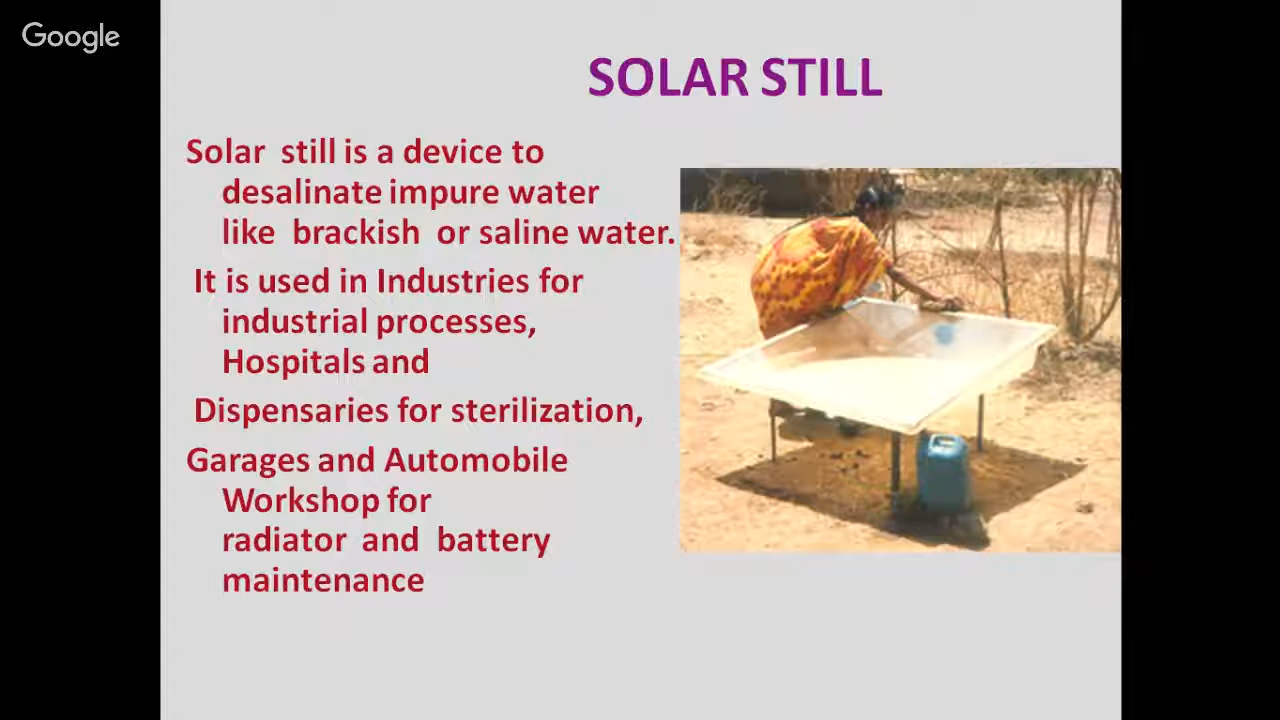 Google
SOLAR STILL
Solar still is a device to
desalinate impure water
like brackish or saline water.
It is used in Industries for
industrial processes,
Hospitals and
Dispensaries for sterilization,
Garages and Automobile
Workshop for
radiator and battery
maintenance